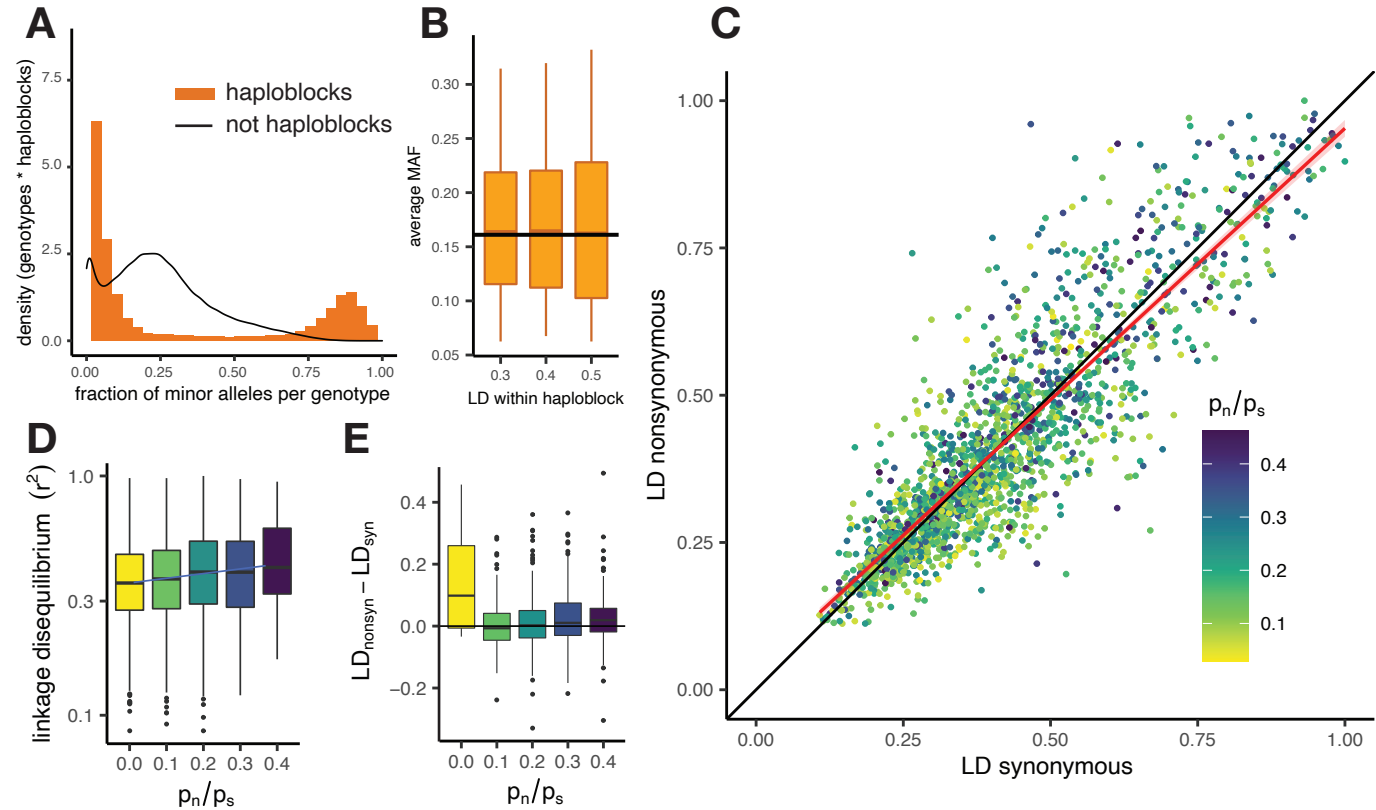 A
density (genotypes * haploblocks)
7.5
5.0
2.5
0.0
haploblocks
not haploblocks
0.00
0.25
0.50
0.75
1.00
fraction of minor alleles per genotype
B
average MAF
0.30
0.25
0.20
0.15
0.10
0.05
0.3
0.4
0.5
LD within haploblock
C
LD nonsynonymous
1.00
0.75
0.50
0.25
0.00
pn/ps
0.4
0.3
0.2
0.1
0.00
0.25
0.50
0.75
1.00
LD synonymous
D
linkage disequilibrium (r²)
1.0
0.3
0.1
0.0
0.1
0.2
0.3
0.4
pn/ps
E
LDnonsyn − LDsyn
0.4
0.2
0.0
−0.2
0.0
0.1
0.2
0.3
0.4
pn/ps